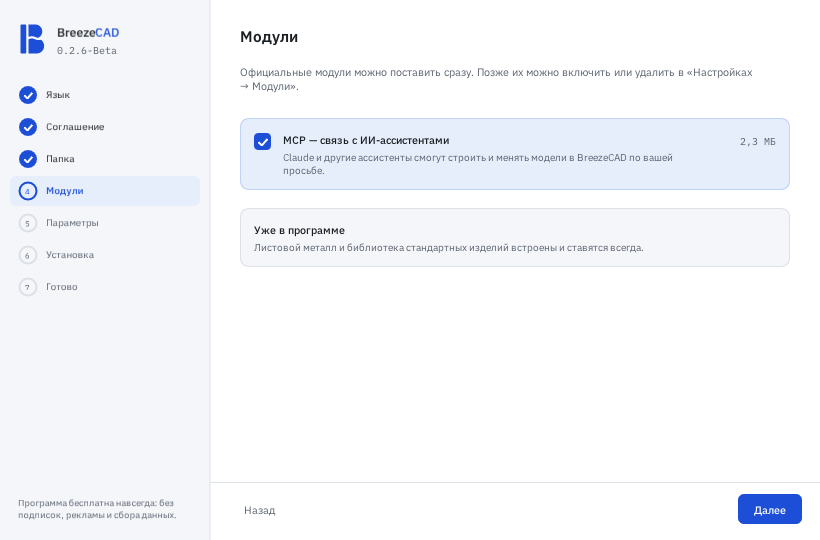 BreezeCAD
0.2.6-Beta
Язык
Соглашение
Папка
4 Модули
5 Параметры
6 Установка
7 Готово
Программа бесплатна навсегда: без
подписок, рекламы и сбора данных.
Модули
Официальные модули можно поставить сразу. Позже их можно включить или удалить в «Настройках
→ Модули».
MCP — связь с ИИ-ассистентами 2,3 МБ
Claude и другие ассистенты смогут строить и менять модели в BreezeCAD по вашей
просьбе.
Уже в программе
Листовой металл и библиотека стандартных изделий встроены и ставятся всегда.
Назад
Далее